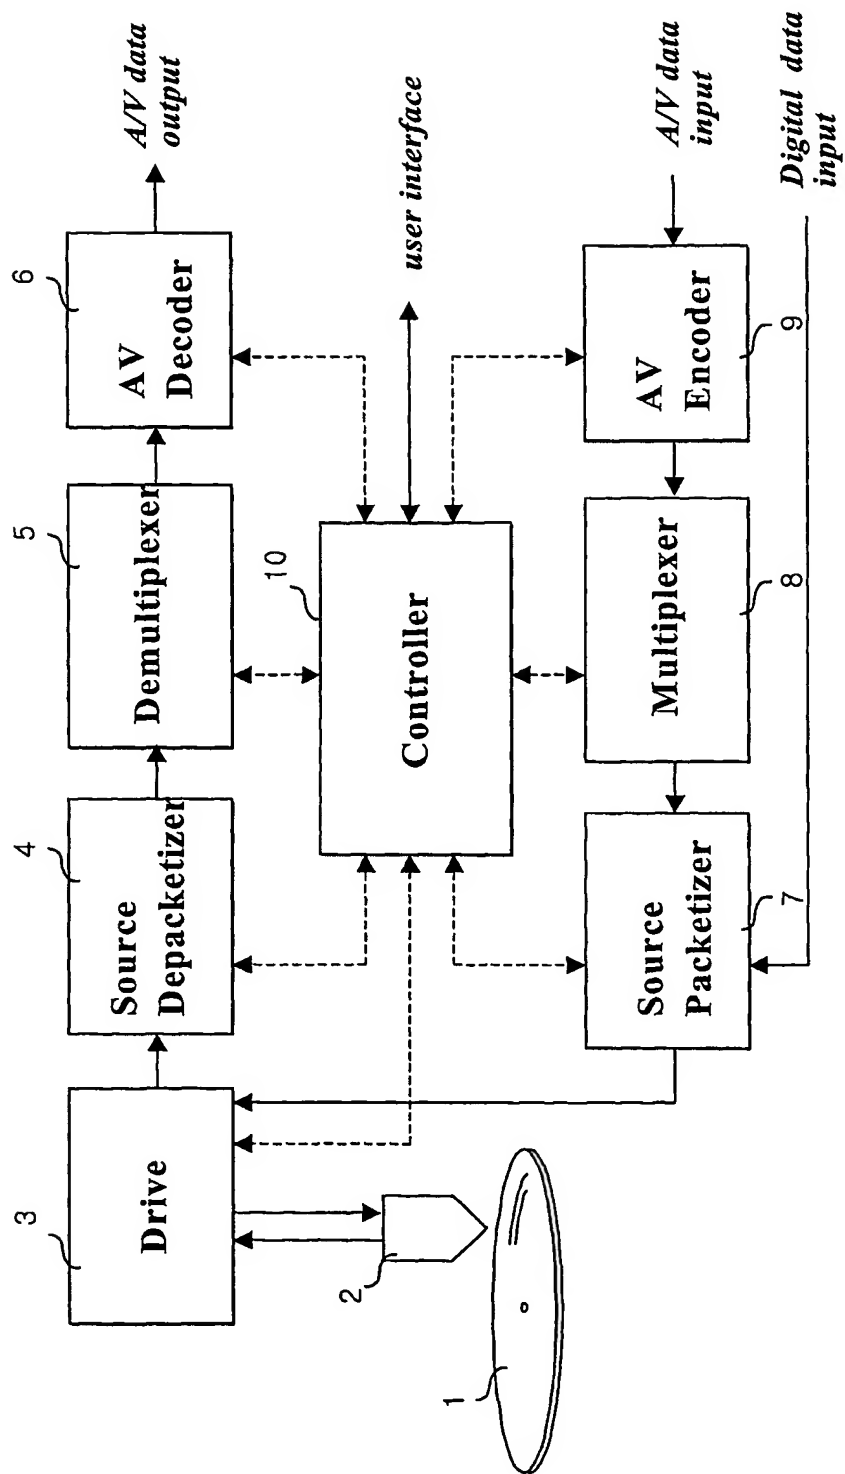 3
Drive
4
Source
Depacketizer
5
Demultiplexer
6
AV
Decoder
A/V data
output
2
1
10
Controller
user interface
Source
Packetizer
7
Multiplexer
8
AV
Encoder
9
A/V data
input
Digital data
input